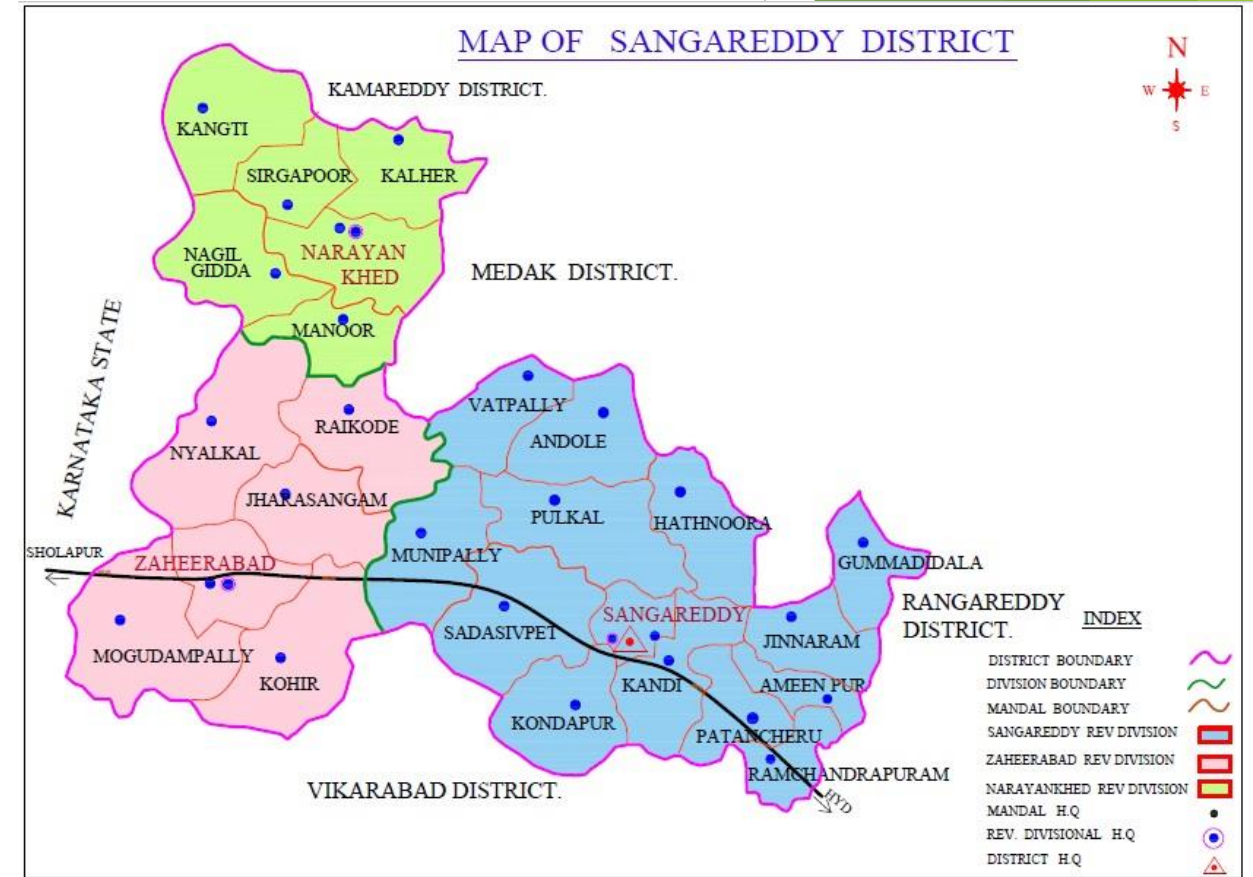 MAP OF SANGAREDDY DISTRICT
N
W E
S
KAMAREDDY DISTRICT.
KANGTI
SIRGAPOOR
KALHER
NAGIL
GIDDA
NARAYAN
KHED
MEDAK DISTRICT.
MANOOR
KARNATAKA STATE
VATPALLY
ANDOLE
RAIKODE
NYALKAL
JHARASANGAM
PULKAL
HATHNOORA
MUNIPALLY
GUMMADIDALA
SHOLAPUR
ZAHEERABAD
SANGAREDDY
RANGAREDDY
DISTRICT.
SADASIVPET
JINNARAM
MOGUDAMPALLY
KOHIR
KANDI
AMEEN PUR
KONDAPUR
PATANCHERU
RAMCHANDRAPURAM
VIKARABAD DISTRICT.
HYD
INDEX
DISTRICT BOUNDARY
DIVISION BOUNDARY
MANDAL BOUNDARY
SANGAREDDY REV DIVISION
ZAHEERABAD REV DIVISION
NARAYANKHED REV DIVISION
MANDAL H.Q
REV. DIVISIONAL H.Q
DISTRICT H.Q